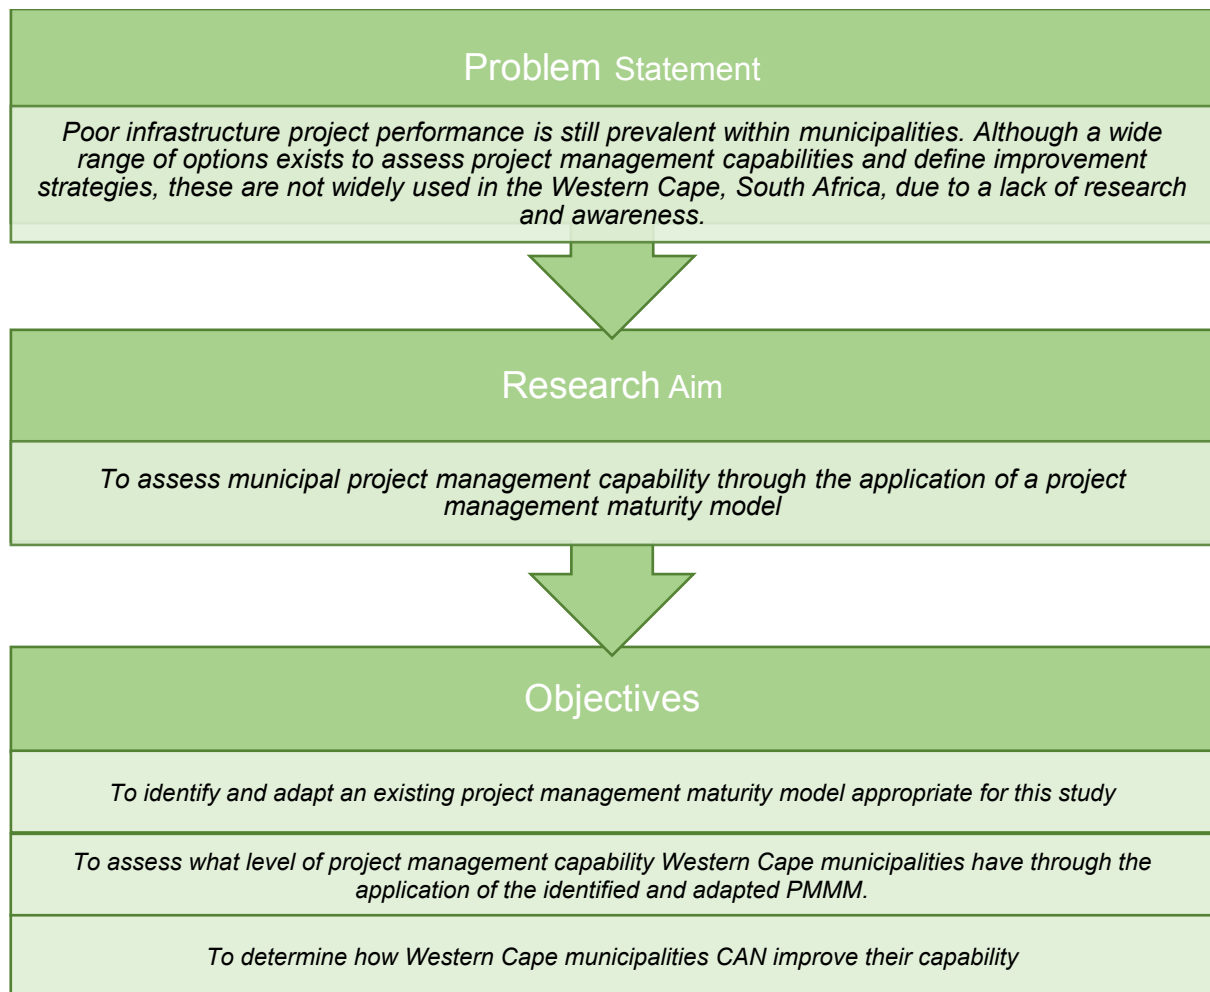 Problem Statement
Poor infrastructure project performance is still prevalent within municipalities. Although a wide
range of options exists to assess project management capabilities and define improvement
strategies, these are not widely used in the Western Cape, South Africa, due to a lack of research
and awareness.
Research Aim
To assess municipal project management capability through the application of a project
management maturity model
Objectives
To identify and adapt an existing project management maturity model appropriate for this study
To assess what level of project management capability Western Cape municipalities have through the
application of the identified and adapted PMMM.
To determine how Western Cape municipalities CAN improve their capability